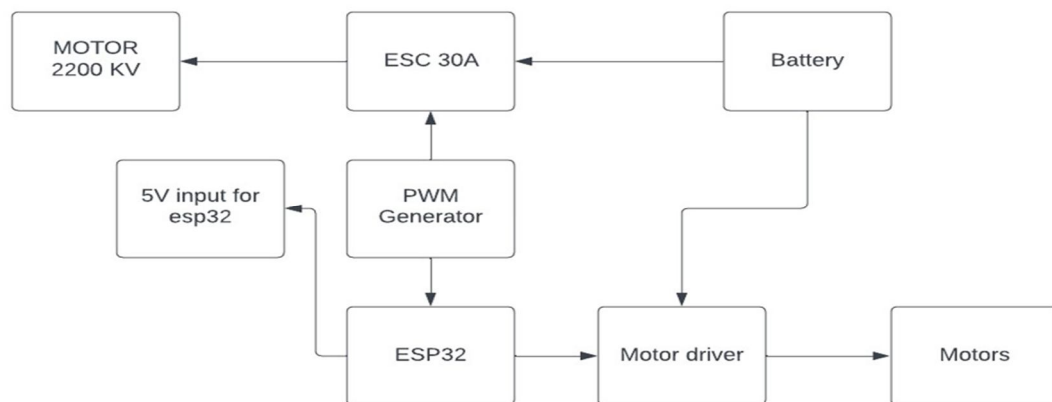 MOTOR
2200 KV
ESC 30A
Battery
5V input for
esp32
PWM
Generator
ESP32
Motor driver
Motors